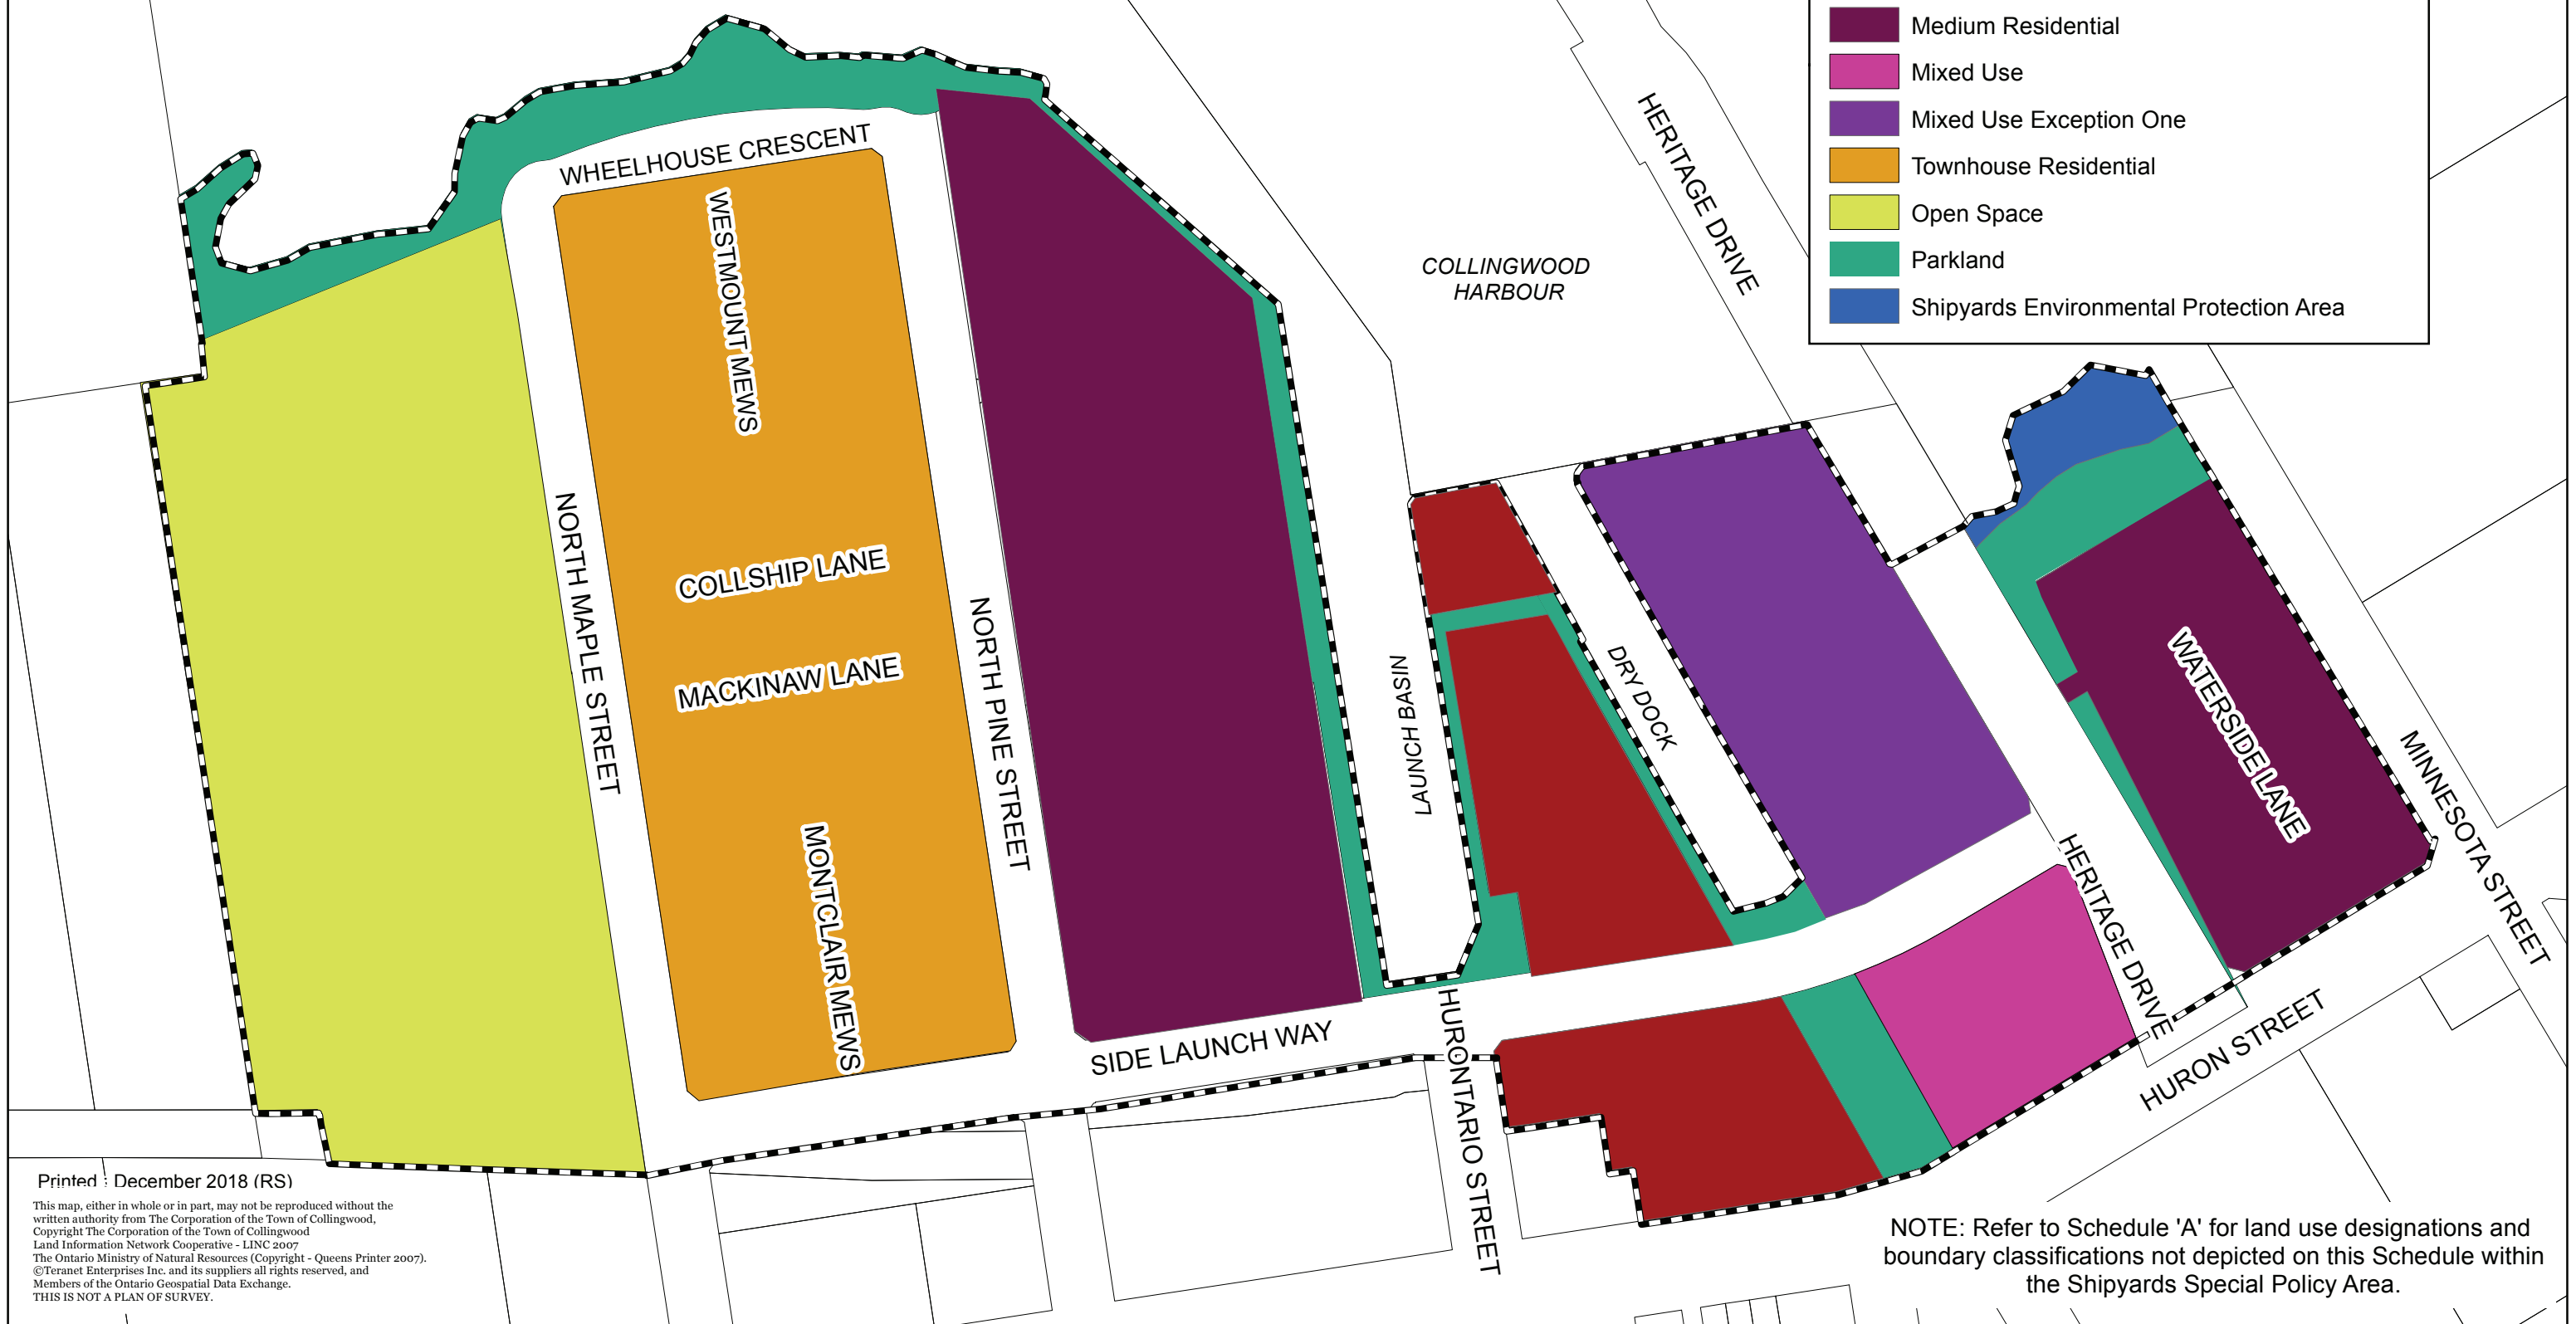 Medium Residential
Mixed Use
Mixed Use Exception One
Townhouse Residential
Open Space
Parkland
Shipyards Environmental Protection Area
WHEELHOUSE CRESCENT
WESTMOUNT MEWS
HERITAGE DRIVE
COLLINGWOOD
HARBOUR
NORTH MAPLE STREET
COLLSHIP LANE
MACKINAW LANE
NORTH PINE STREET
LAUNCH BASIN
DRY DOCK
WATERSIDE LANE
MINNESOTA STREET
MONTCLAIR MEWS
HERITAGE DRIVE
SIDE LAUNCH WAY
HURONTARIO STREET
HURON STREET
Printed : December 2018 (RS)
This map, either in whole or in part, may not be reproduced without the
written authority from The Corporation of the Town of Collingwood,
Copyright The Corporation of the Town of Collingwood
Land Information Network Cooperative - LINC 2007
The Ontario Ministry of Natural Resources (Copyright - Queens Printer 2007).
©Teranet Enterprises Inc. and its suppliers all rights reserved, and
Members of the Ontario Geospatial Data Exchange.
THIS IS NOT A PLAN OF SURVEY.
NOTE: Refer to Schedule 'A' for land use designations and
boundary classifications not depicted on this Schedule within
the Shipyards Special Policy Area.